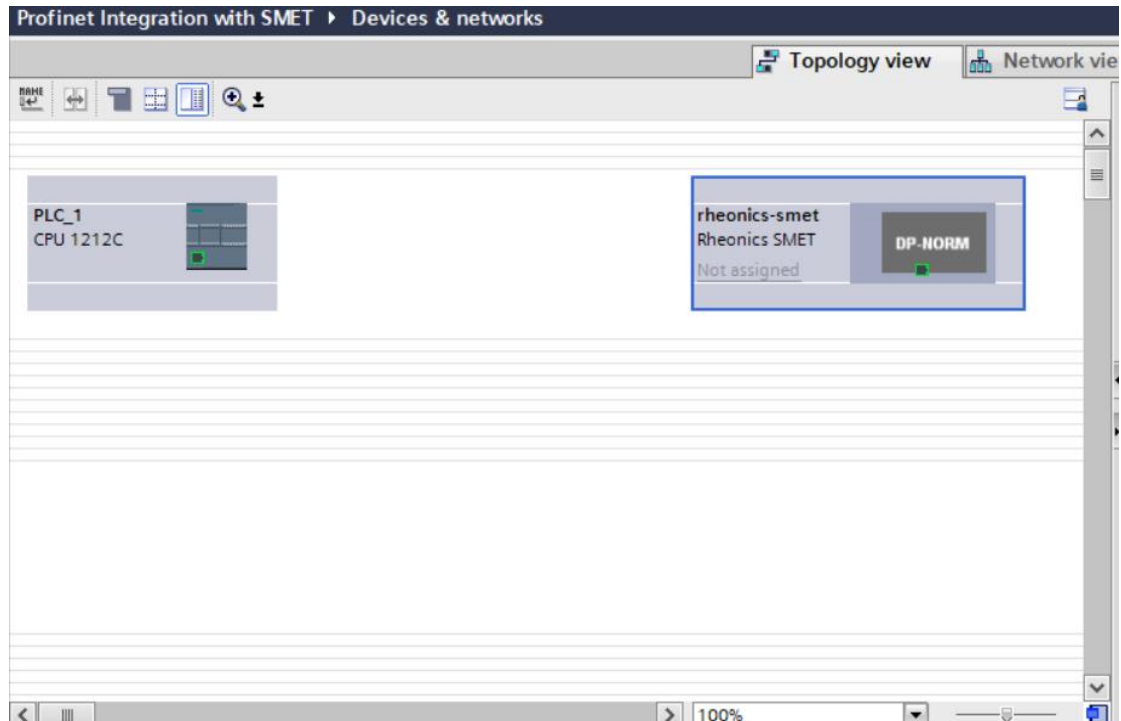 Profinet Integration with SMET ▸ Devices & networks
Topology view
Network vie
NAME
PLC_1
CPU 1212C
rheonics-smet
Rheonics SMET
Not assigned
DP-NORM
100%